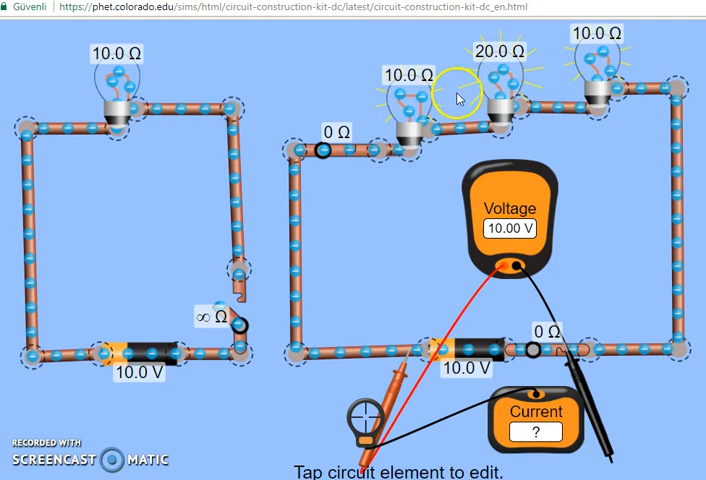 Güvenli https://phet.colorado.edu/sims/html/circuit-construction-kit-dc/latest/circuit-construction-kit-dc_en.html
10.0 Ω
20.0 Ω
10.0 Ω
10.0 Ω
0 Ω
Voltage
10.00 V
∞ Ω
0 Ω
10.0 V
10.0 V
Current
?
RECORDED WITH
SCREENCAST MATIC
Tap circuit element to edit.